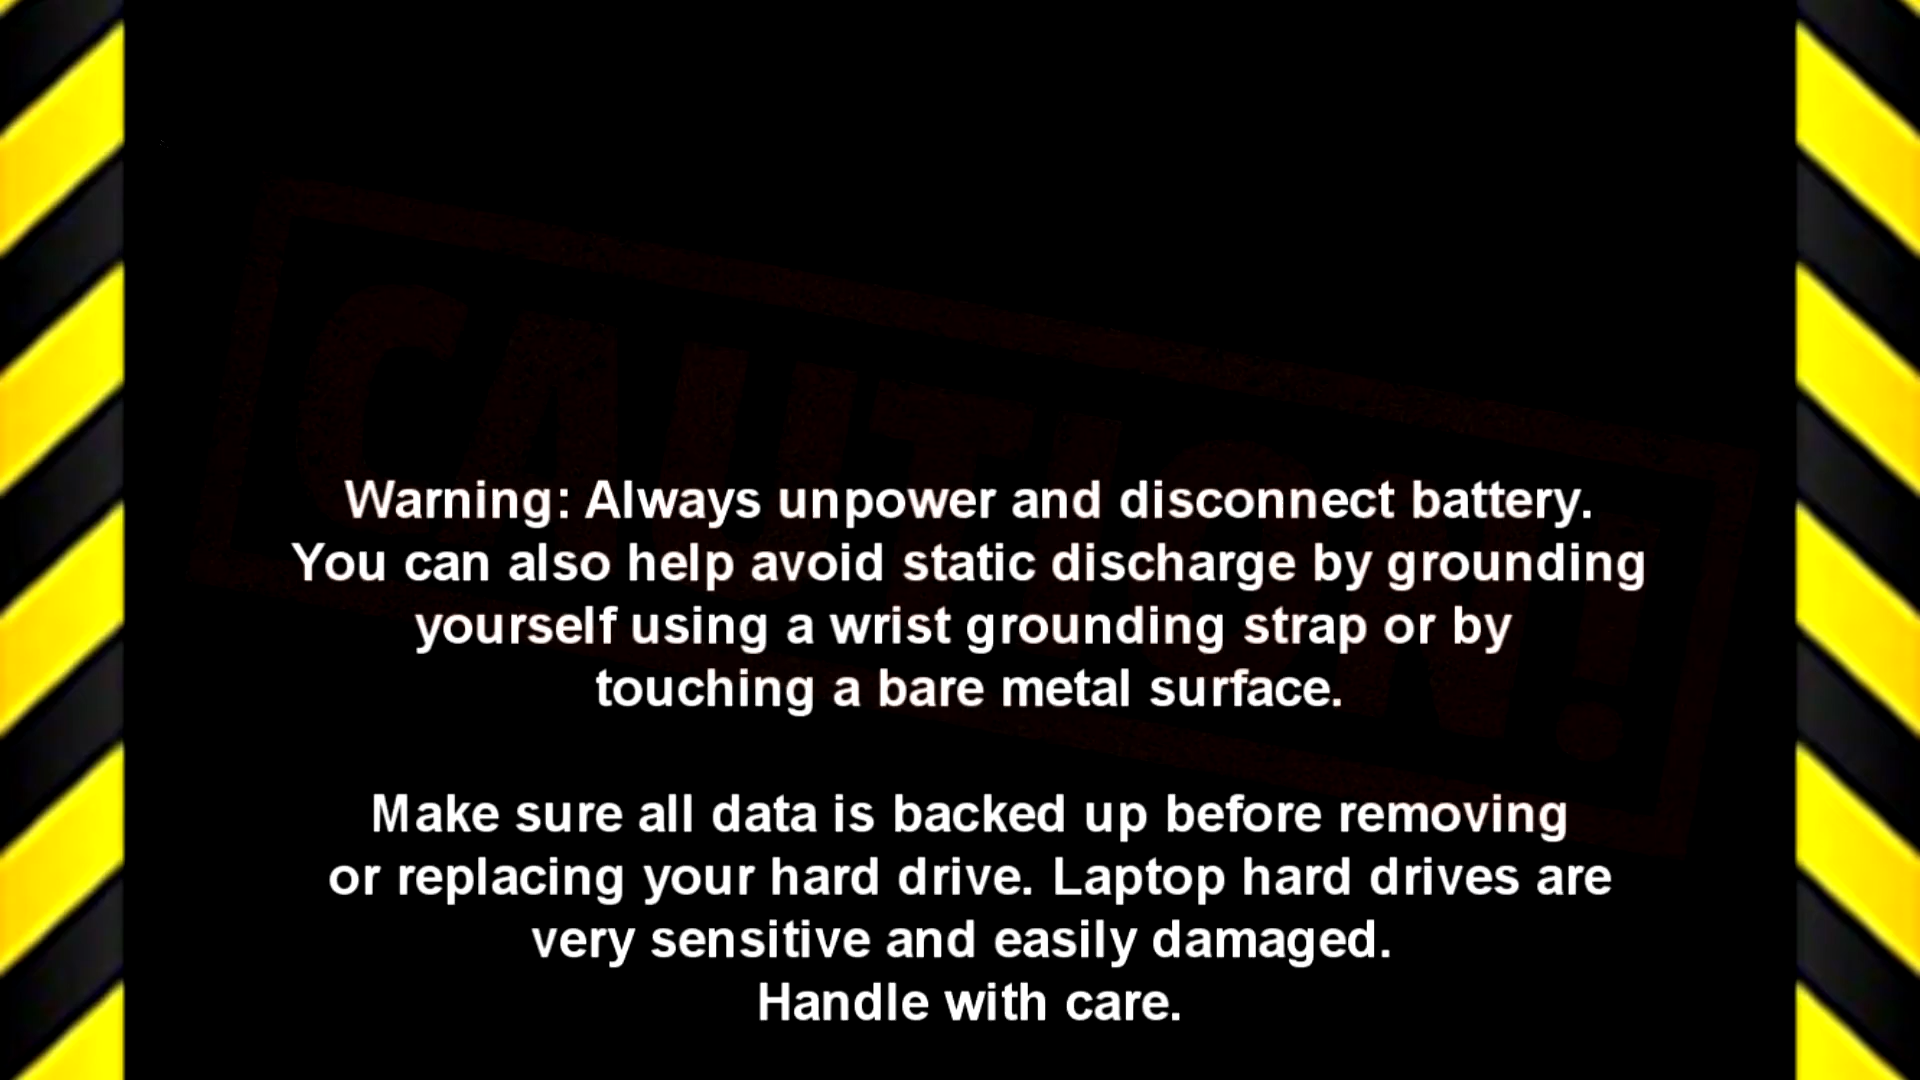 CAUTION!
Warning: Always unpower and disconnect battery.
You can also help avoid static discharge by grounding
yourself using a wrist grounding strap or by
touching a bare metal surface.
Make sure all data is backed up before removing
or replacing your hard drive. Laptop hard drives are
very sensitive and easily damaged.
Handle with care.